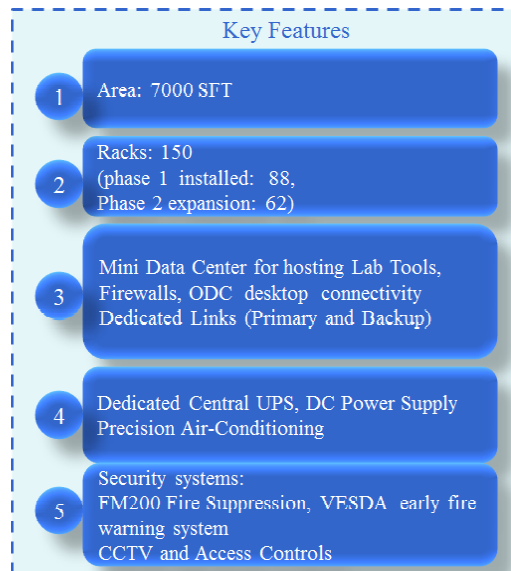 Key Features
1
Area: 7000 SFT
2
Racks: 150
(phase 1 installed: 88,
Phase 2 expansion: 62)
3
Mini Data Center for hosting Lab Tools,
Firewalls, ODC desktop connectivity
Dedicated Links (Primary and Backup)
4
Dedicated Central UPS, DC Power Supply
Precision Air-Conditioning
5
Security systems:
FM200 Fire Suppression, VESDA early fire
warning system
CCTV and Access Controls